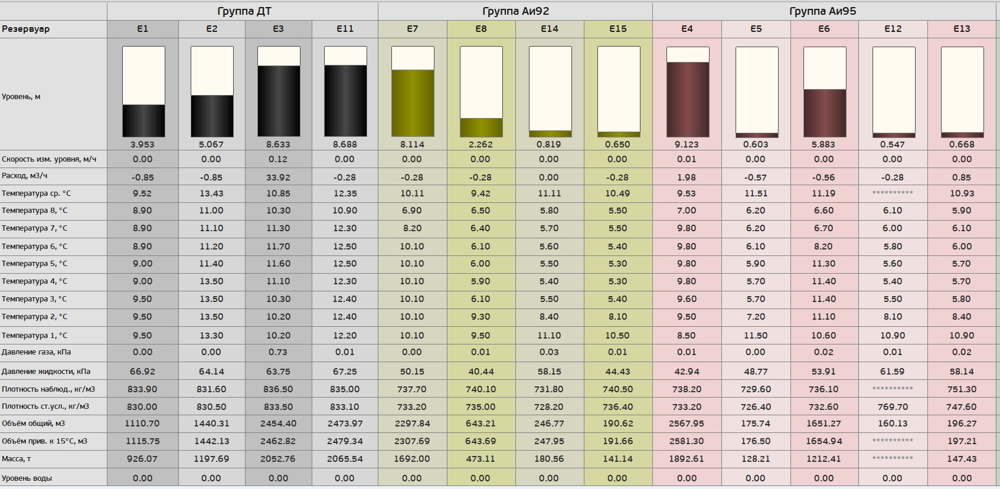 Группа ДТ Группа Аи92 Группа Аи95
Резервуар E1 E2 E3 E11 E7 E8 E14 E15 E4 E5 E6 E12 E13
Уровень, м 3.953 5.067 8.633 8.688 8.114 2.262 0.819 0.650 9.123 0.603 5.883 0.547 0.668
Скорость изм. уровня, м/ч 0.00 0.00 0.12 0.00 0.00 0.00 0.00 0.00 0.01 0.00 0.00 0.00 0.00
Расход, м3/ч -0.85 -0.85 33.92 -0.28 -0.28 -0.28 0.00 -0.28 1.98 -0.57 -0.56 -0.28 0.85
Температура ср. °C 9.52 13.43 10.85 12.35 10.11 9.42 11.11 10.49 9.53 11.51 11.19 ********** 10.93
Температура 8, °C 8.90 11.00 10.30 10.90 6.90 6.50 5.80 5.50 7.00 6.20 6.60 6.10 5.90
Температура 7, °C 8.90 11.10 11.30 12.30 8.20 6.40 5.70 5.50 9.80 6.20 6.70 6.00 6.10
Температура 6, °C 8.90 11.20 11.70 12.50 10.10 6.10 5.60 5.40 9.80 6.10 8.20 5.80 6.00
Температура 5, °C 9.00 11.40 11.60 12.50 10.10 6.00 5.50 5.30 9.80 5.90 11.30 5.60 5.70
Температура 4, °C 9.00 13.50 11.10 12.30 10.10 5.90 5.40 5.30 9.80 5.70 11.40 5.40 5.70
Температура 3, °C 9.50 13.50 10.30 12.40 10.10 6.10 5.50 5.40 9.60 5.70 11.40 5.50 5.80
Температура 2, °C 9.50 13.50 10.20 12.40 10.10 9.30 8.40 8.10 9.50 7.20 11.10 8.10 8.40
Температура 1, °C 9.50 13.30 10.20 12.20 10.10 9.50 11.10 10.50 8.50 11.50 10.60 10.90 10.90
Давление газа, кПа 0.00 0.00 0.73 0.01 0.00 0.01 0.03 0.01 0.01 0.00 0.02 0.01 0.02
Давление жидкости, кПа 66.92 64.14 63.75 67.25 50.15 40.44 58.15 44.43 42.94 48.77 53.91 61.59 58.14
Плотность наблюд., кг/м3 833.90 831.60 836.50 835.00 737.70 740.10 731.80 740.50 738.20 729.60 736.10 ********** 751.30
Плотность ст.усл., кг/м3 830.00 830.50 833.50 833.10 733.20 735.00 728.20 736.40 733.20 726.40 732.60 769.70 747.60
Объём общий, м3 1110.70 1440.31 2454.40 2473.97 2297.84 643.21 246.77 190.62 2567.95 175.74 1651.27 160.13 196.27
Объём прив. к 15°C, м3 1115.75 1442.13 2462.82 2479.34 2307.69 643.69 247.95 191.66 2581.30 176.50 1654.94 ********** 197.21
Масса, т 926.07 1197.69 2052.76 2065.54 1692.00 473.11 180.56 141.14 1892.61 128.21 1212.41 ********** 147.43
Уровень воды 0.00 0.00 0.00 0.00 0.00 0.00 0.00 0.00 0.00 0.00 0.00 0.00 0.00